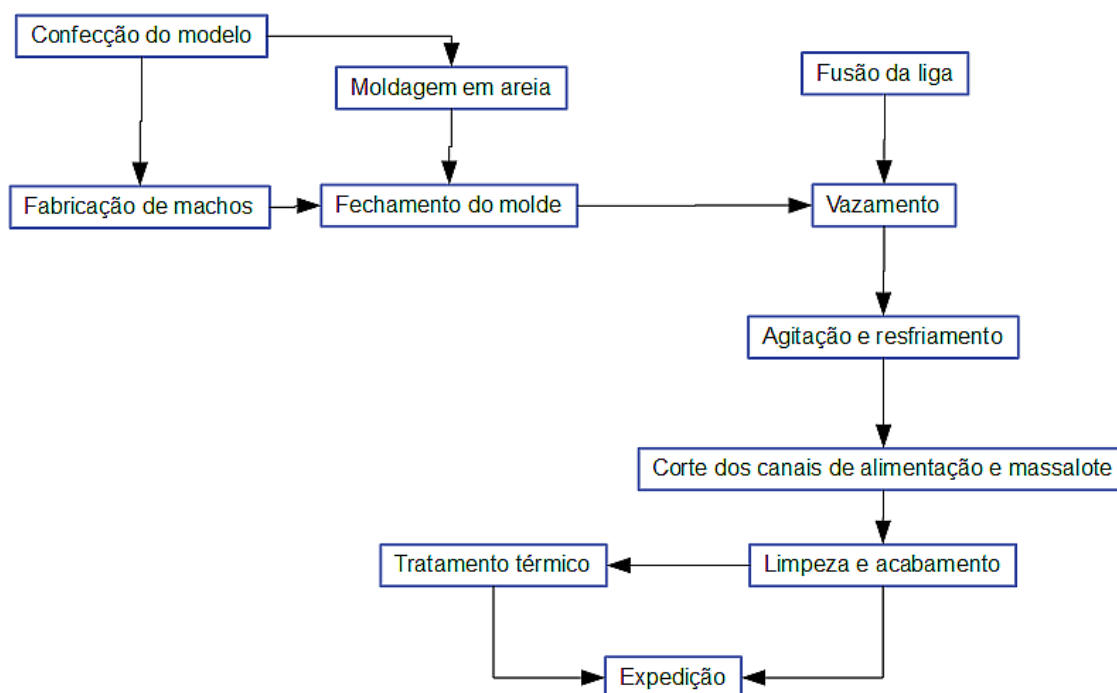 Confecção do modelo
Moldagem em areia
Fusão da liga
Fabricação de machos
Fechamento do molde
Vazamento
Agitação e resfriamento
Corte dos canais de alimentação e massalote
Tratamento térmico
Limpeza e acabamento
Expedição